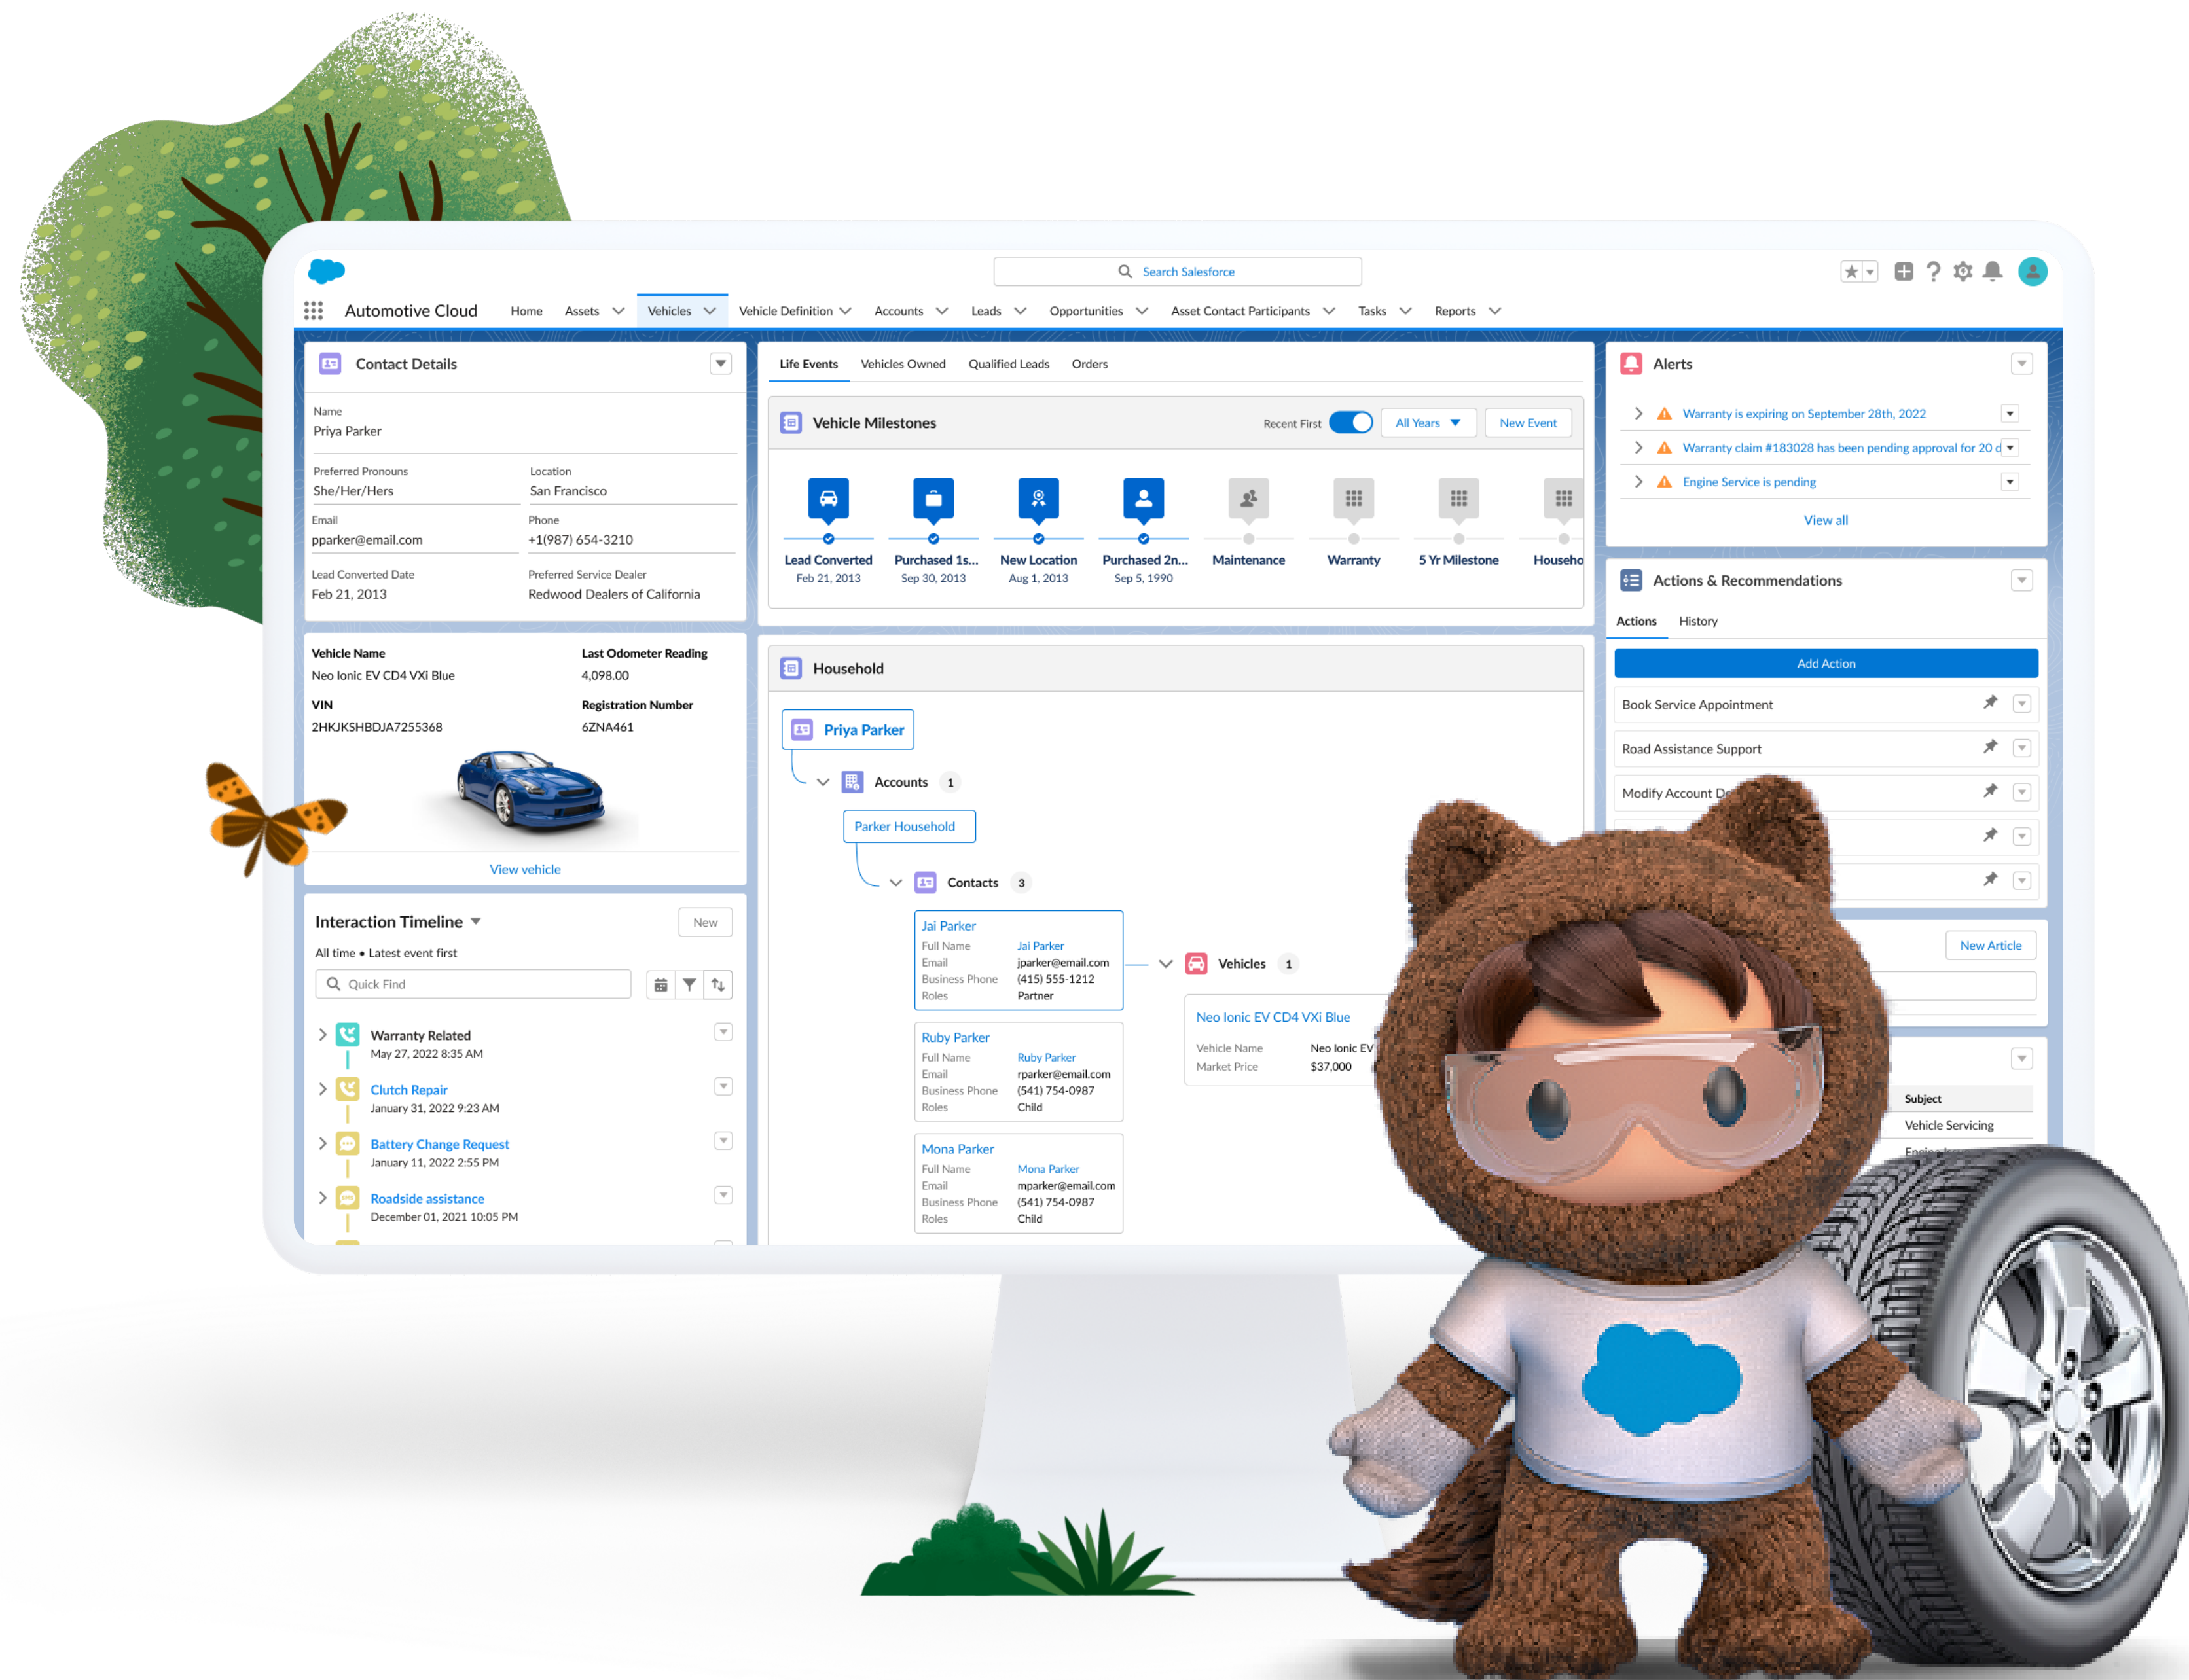 Search Salesforce
Automotive Cloud Home Assets Vehicles Vehicle Definition Accounts Leads Opportunities Asset Contact Participants Tasks Reports
Contact Details
Name
Priya Parker
Preferred Pronouns Location
She/Her/Hers San Francisco
Email Phone
pparker@email.com +1(987) 654-3210
Lead Converted Date Preferred Service Dealer
Feb 21, 2013 Redwood Dealers of California
Vehicle Name Last Odometer Reading
Neo Ionic EV CD4 VXi Blue 4,098.00
VIN Registration Number
2HKJKSHBDJA7255368 6ZNA461
View vehicle
Interaction Timeline New
All time • Latest event first
Quick Find
Warranty Related
May 27, 2022 8:35 AM
Clutch Repair
January 31, 2022 9:23 AM
Battery Change Request
January 11, 2022 2:55 PM
Roadside assistance
December 01, 2021 10:05 PM
Life Events Vehicles Owned Qualified Leads Orders
Vehicle Milestones Recent First All Years New Event
Lead Converted Purchased 1s... New Location Purchased 2n... Maintenance Warranty 5 Yr Milestone Househo
Feb 21, 2013 Sep 30, 2013 Aug 1, 2013 Sep 5, 1990
Household
Priya Parker
Accounts 1
Parker Household
Contacts 3
Jai Parker
Full Name Jai Parker
Email jparker@email.com
Business Phone (415) 555-1212
Roles Partner
Ruby Parker
Full Name Ruby Parker
Email rparker@email.com
Business Phone (541) 754-0987
Roles Child
Mona Parker
Full Name Mona Parker
Email mparker@email.com
Business Phone (541) 754-0987
Roles Child
Vehicles 1
Neo Ionic EV CD4 VXi Blue
Vehicle Name Neo Ionic EV
Market Price $37,000
Alerts
Warranty is expiring on September 28th, 2022
Warranty claim #183028 has been pending approval for 20 d
Engine Service is pending
View all
Actions & Recommendations
Actions History
Add Action
Book Service Appointment
Road Assistance Support
Modify Account De
New Article
Subject
Vehicle Servicing